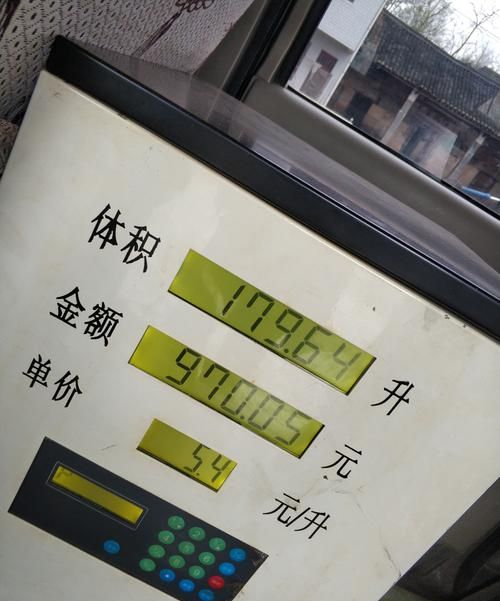 体积 179.64 升
金额 970.05 元
单价 5.4 元/升